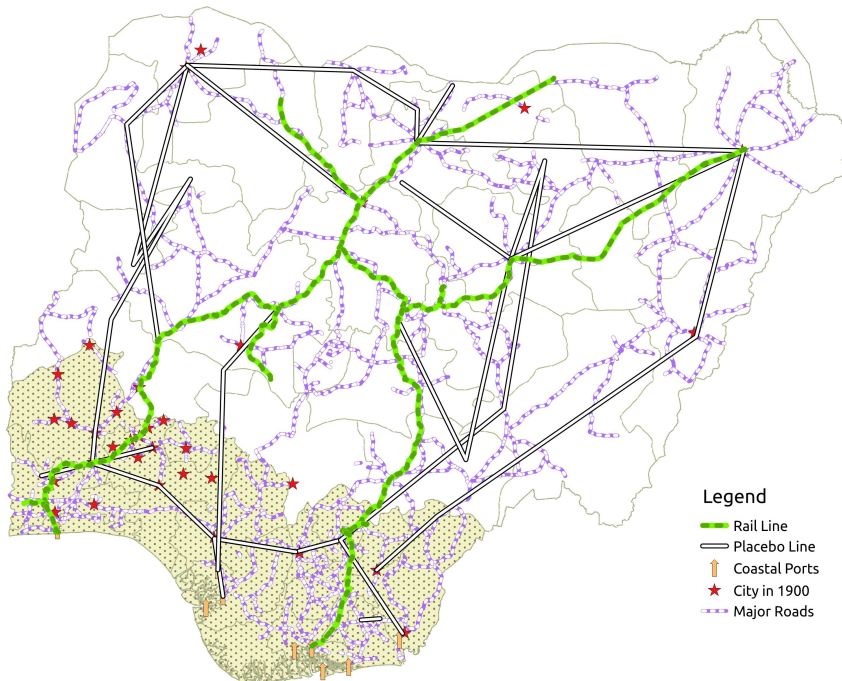 Legend
Rail Line
Placebo Line
Coastal Ports
City in 1900
Major Roads